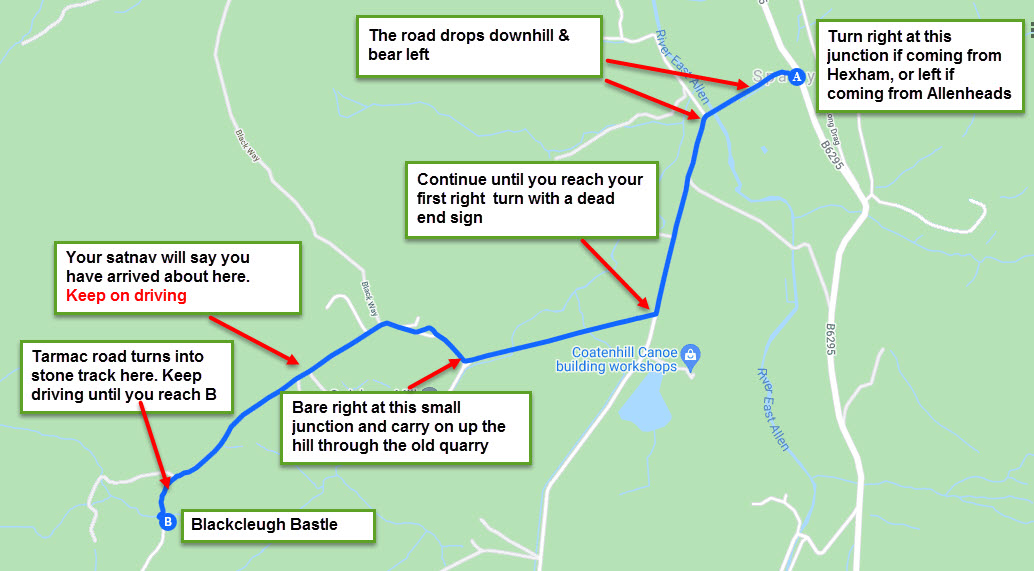 The road drops downhill &
bear left
Turn right at this
junction if coming from
Hexham, or left if
coming from Allenheads
River East Allen
A
B6295
Black Way
Continue until you reach your
first right turn with a dead
end sign
Your satnav will say you
have arrived about here.
Keep on driving
Black Way
B6295
Tarmac road turns into
stone track here. Keep
driving until you reach B
Coatenhill Canoe
building workshops
River East Allen
Bare right at this small
junction and carry on up the
hill through the old quarry
B
Blackcleugh Bastle